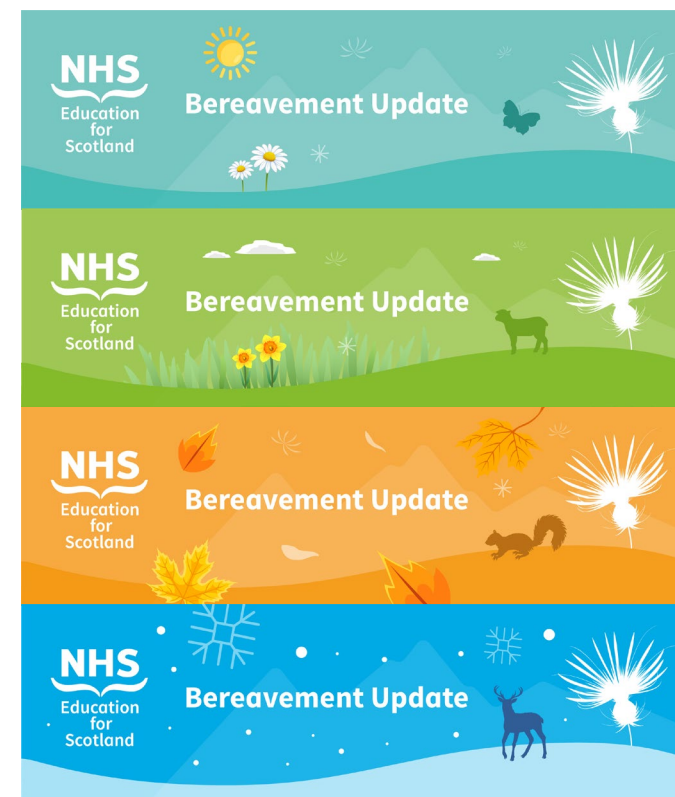 NHS
Education
for
Scotland
Bereavement Update
NHS
Education
for
Scotland
Bereavement Update
NHS
Education
for
Scotland
Bereavement Update
NHS
Education
for
Scotland
Bereavement Update